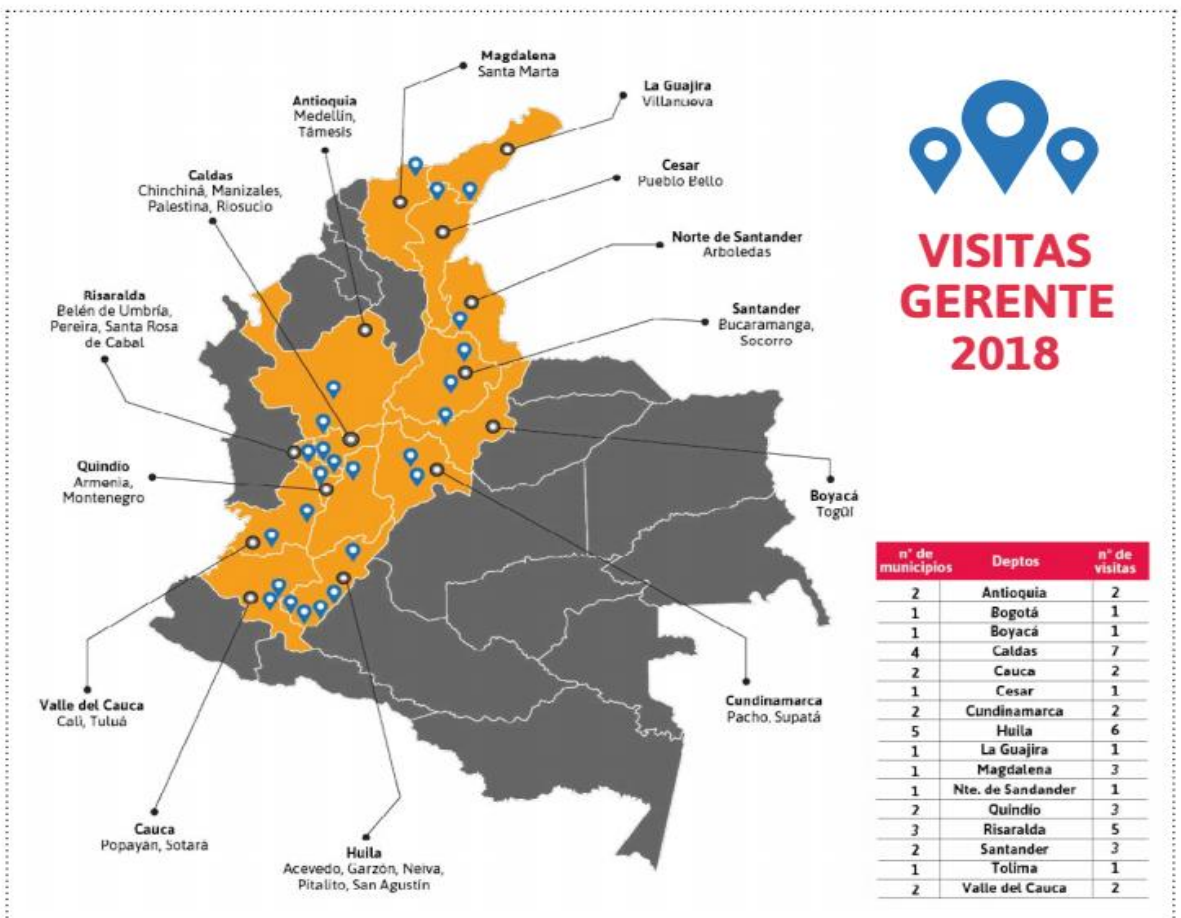 Magdalena
Santa Marta
La Guajira
Villanueva
Antioquia
Medellín,
Támesis
Cesar
Pueblo Bello
Caldas
Chinchiná, Manizales,
Palestina, Riosucio
Norte de Santander
Arboledas
Risaralda
Belén de Umbría,
Pereira, Santa Rosa
de Cabal
Santander
Bucaramanga,
Socorro
Quindío
Armenia,
Montenegro
Boyacá
Togüí
Valle del Cauca
Cali, Tuluá
Cundinamarca
Pacho, Supatá
Cauca
Popayán, Sotará
Huila
Acevedo, Garzón, Neiva,
Pitalito, San Agustín
VISITAS
GERENTE
2018
n° de municipios Deptos n° de visitas
2 Antioquia 2
1 Bogotá 1
1 Boyacá 1
4 Caldas 7
2 Cauca 2
1 Cesar 1
2 Cundinamarca 2
5 Huila 6
1 La Guajira 1
1 Magdalena 3
1 Nte. de Sandander 1
2 Quindío 3
3 Risaralda 5
2 Santander 3
1 Tolima 1
2 Valle del Cauca 2